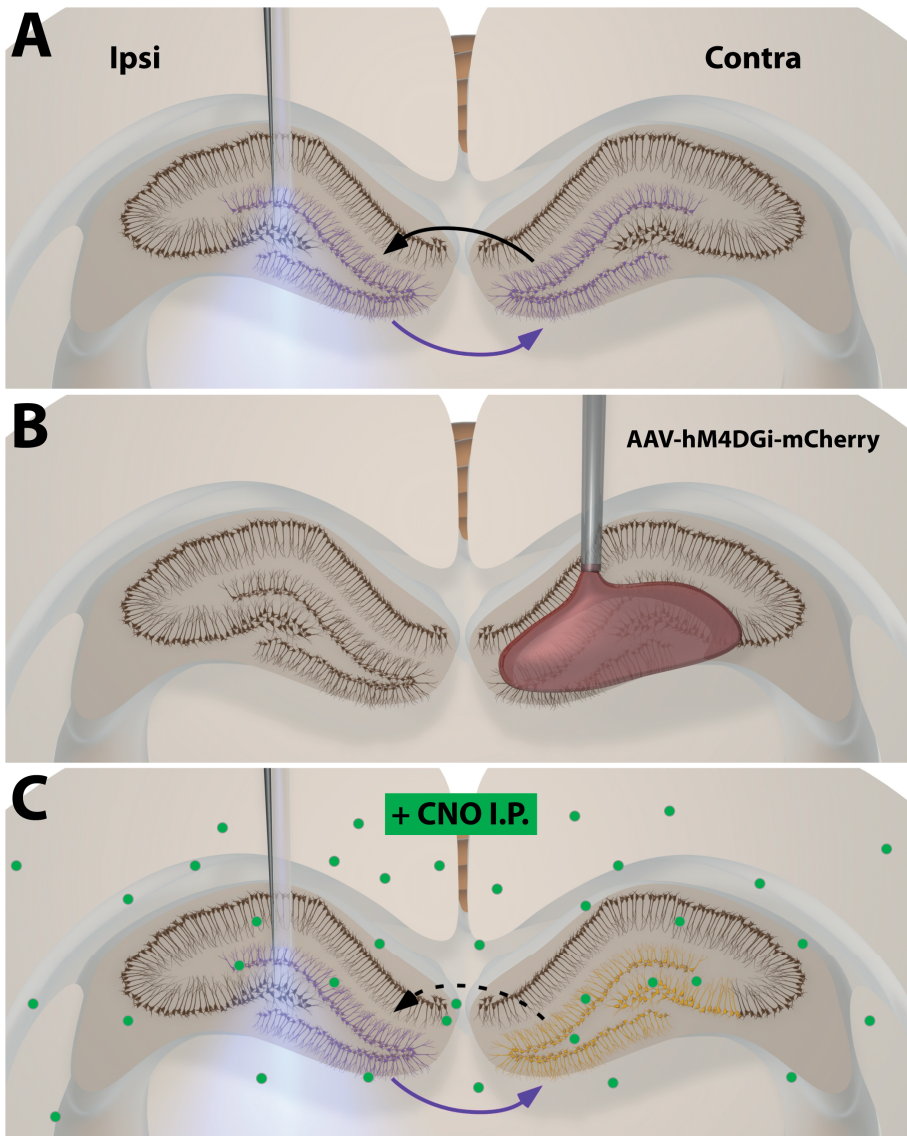 A
Ipsi
Contra
B
AAV-hM4DGi-mCherry
C
+ CNO I.P.